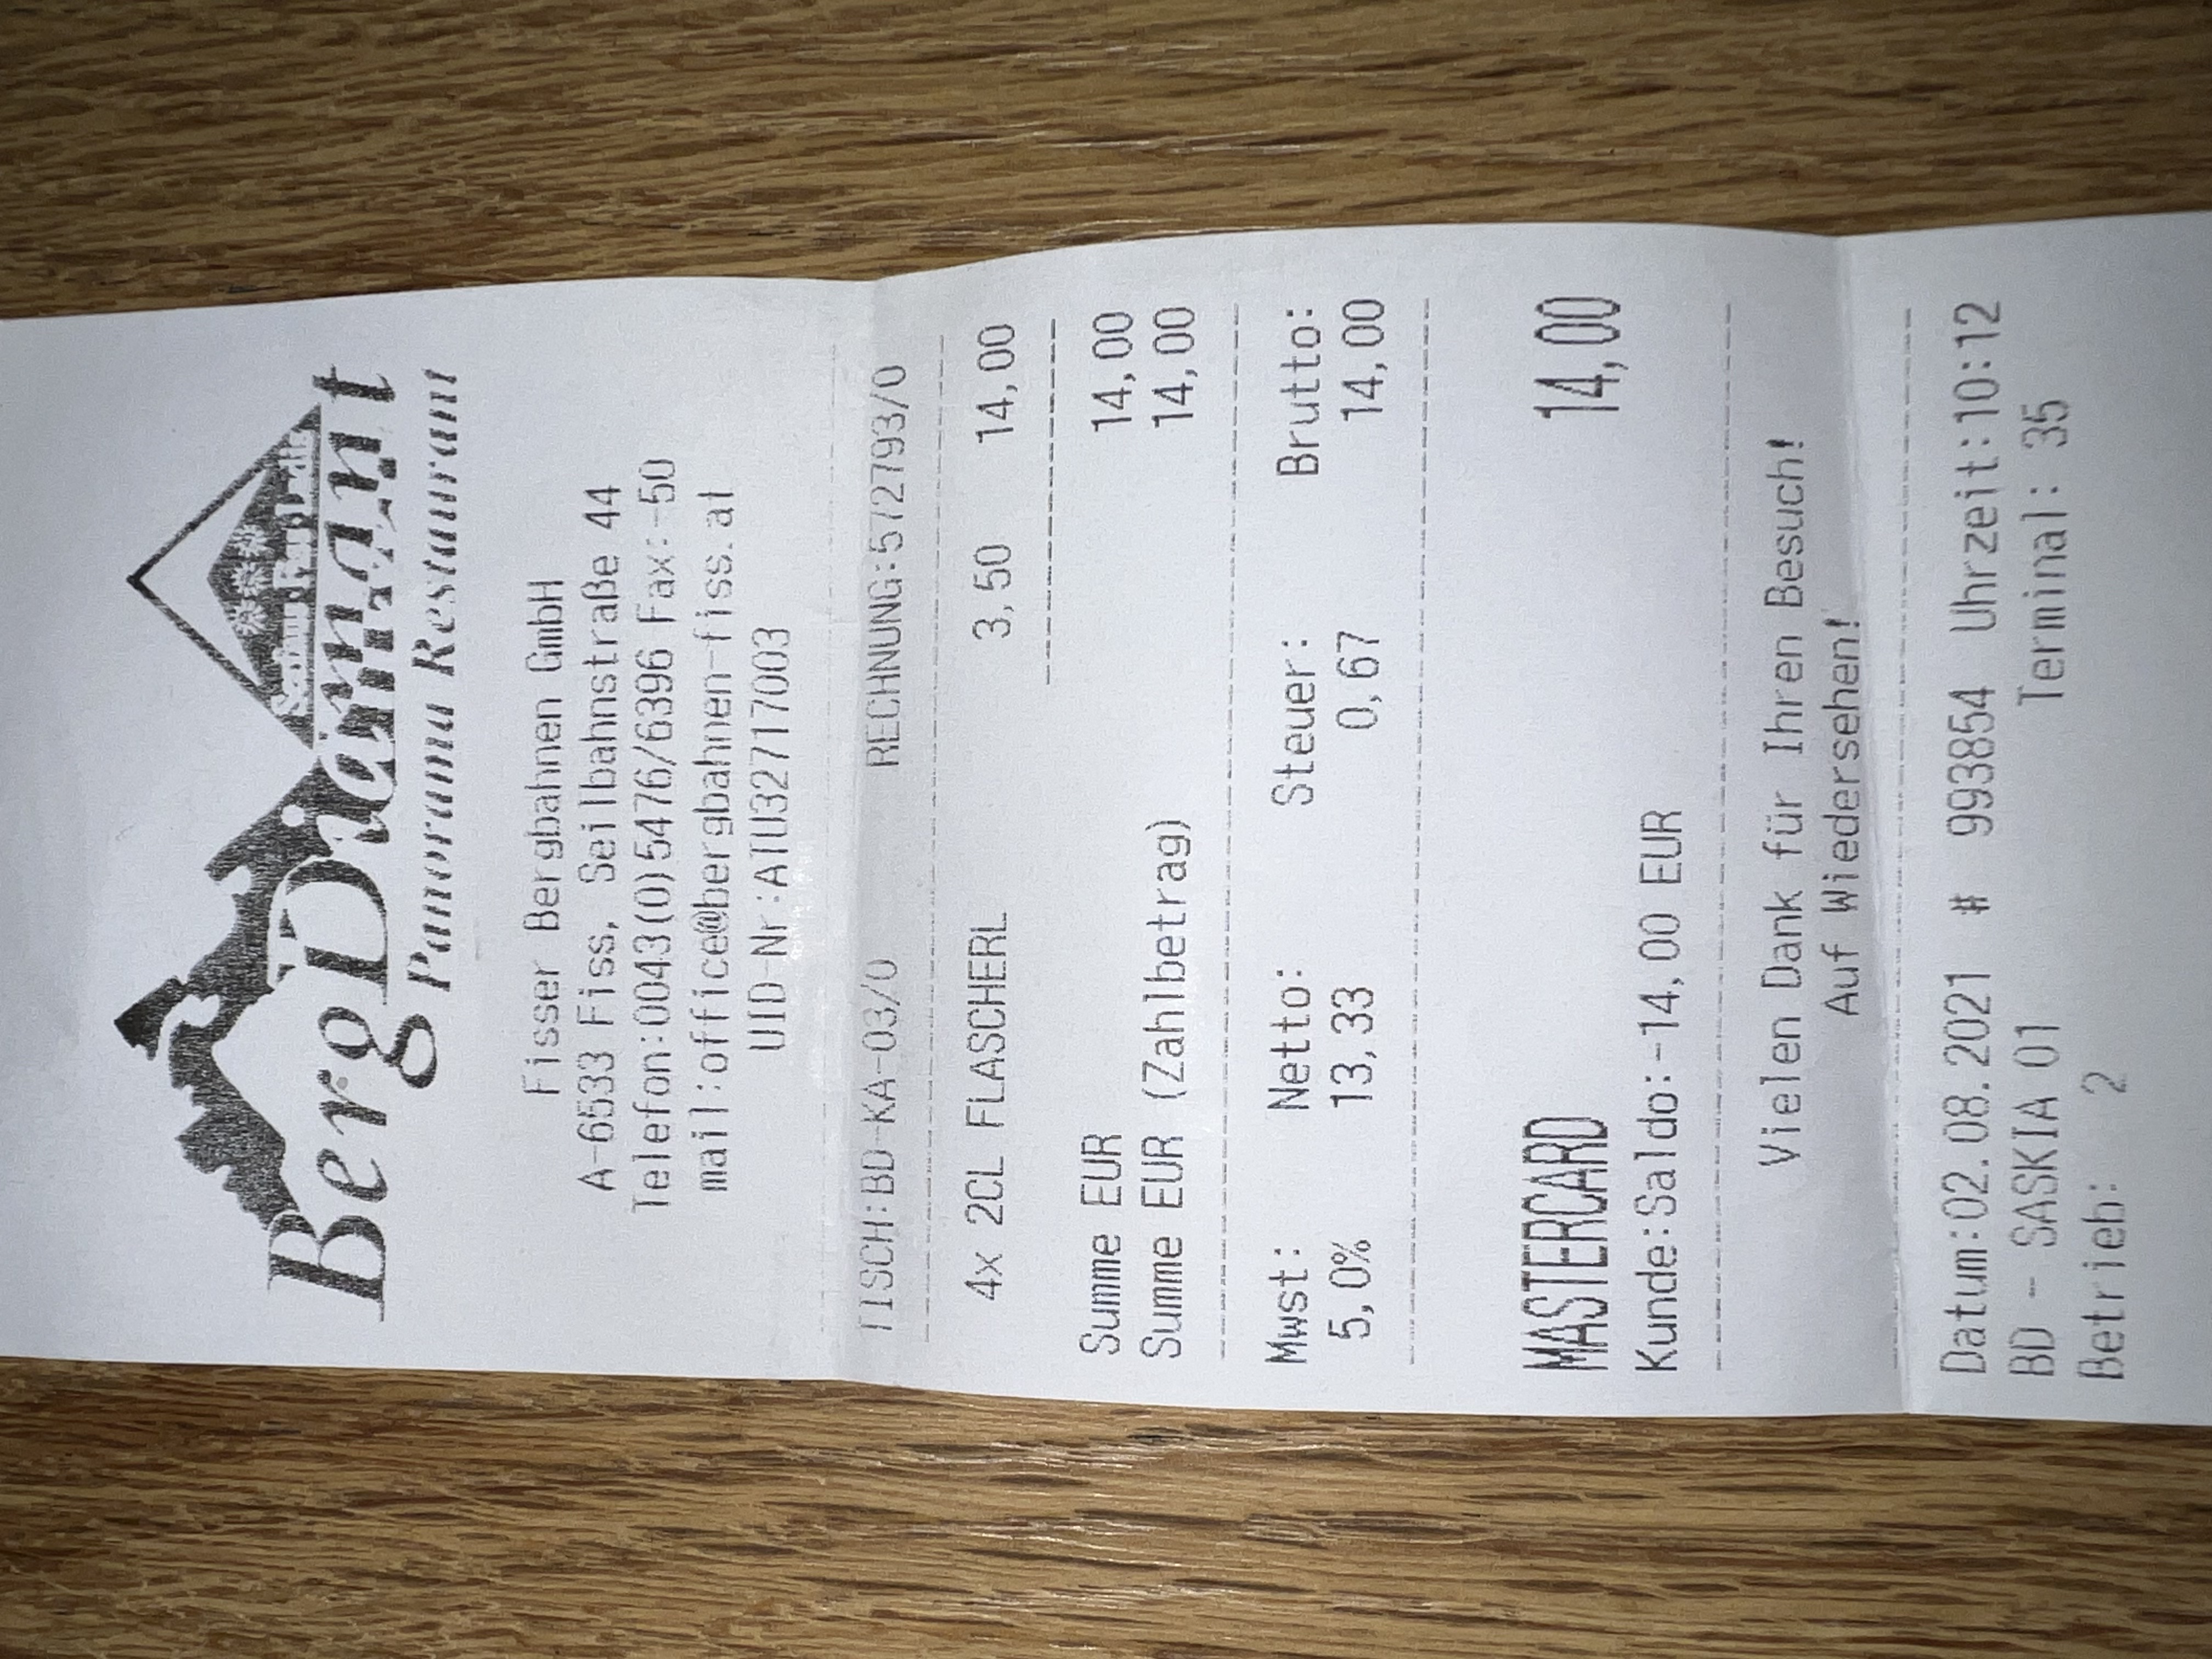 Serfaus·Fiss·Ladis
BergDiamant
Panorama Restaurant
Fisser Bergbahnen GmbH
A-6533 Fiss, Seilbahnstraße 44
Telefon:0043(0)5476/6396 Fax:-50
mail:office@bergbahnen-fiss.at
UID-Nr:ATU32717003
TISCH:BD-KA-03/0 RECHNUNG:572793/0
4x 2CL FLASCHERL 3,50 14,00
Summe EUR 14,00
Summe EUR (Zahlbetrag) 14,00
Mwst: Netto: Steuer: Brutto:
5,0% 13,33 0,67 14,00
MASTERCARD 14,00
Kunde:Saldo:-14,00 EUR
Vielen Dank für Ihren Besuch!
Auf Wiedersehen!
Datum:02.08.2021 # 993854 Uhrzeit:10:12
BD - SASKIA 01 Terminal: 35
Betrieb: 2